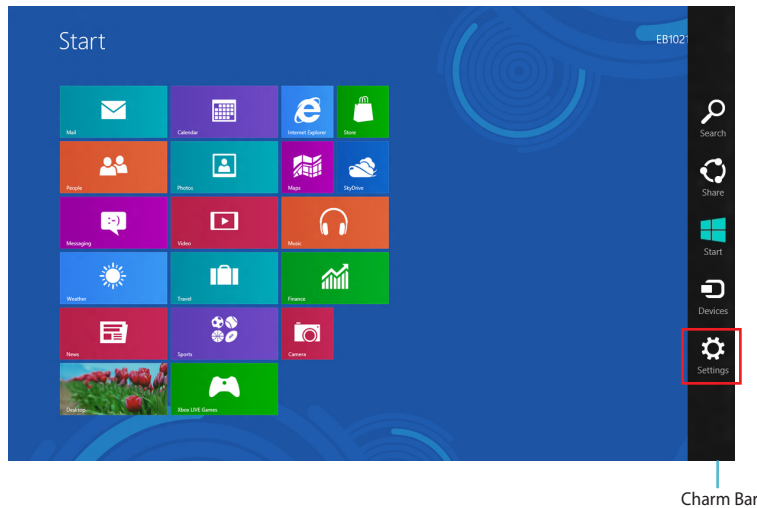 Start
EB1021
Mail
Calendar
Internet Explorer
Store
People
Photos
Maps
SkyDrive
Messaging
:-)
Video
Music
Weather
Travel
Finance
News
Sports
Camera
Desktop
Xbox LIVE Games
Search
Share
Start
Devices
Settings
Charm Bar